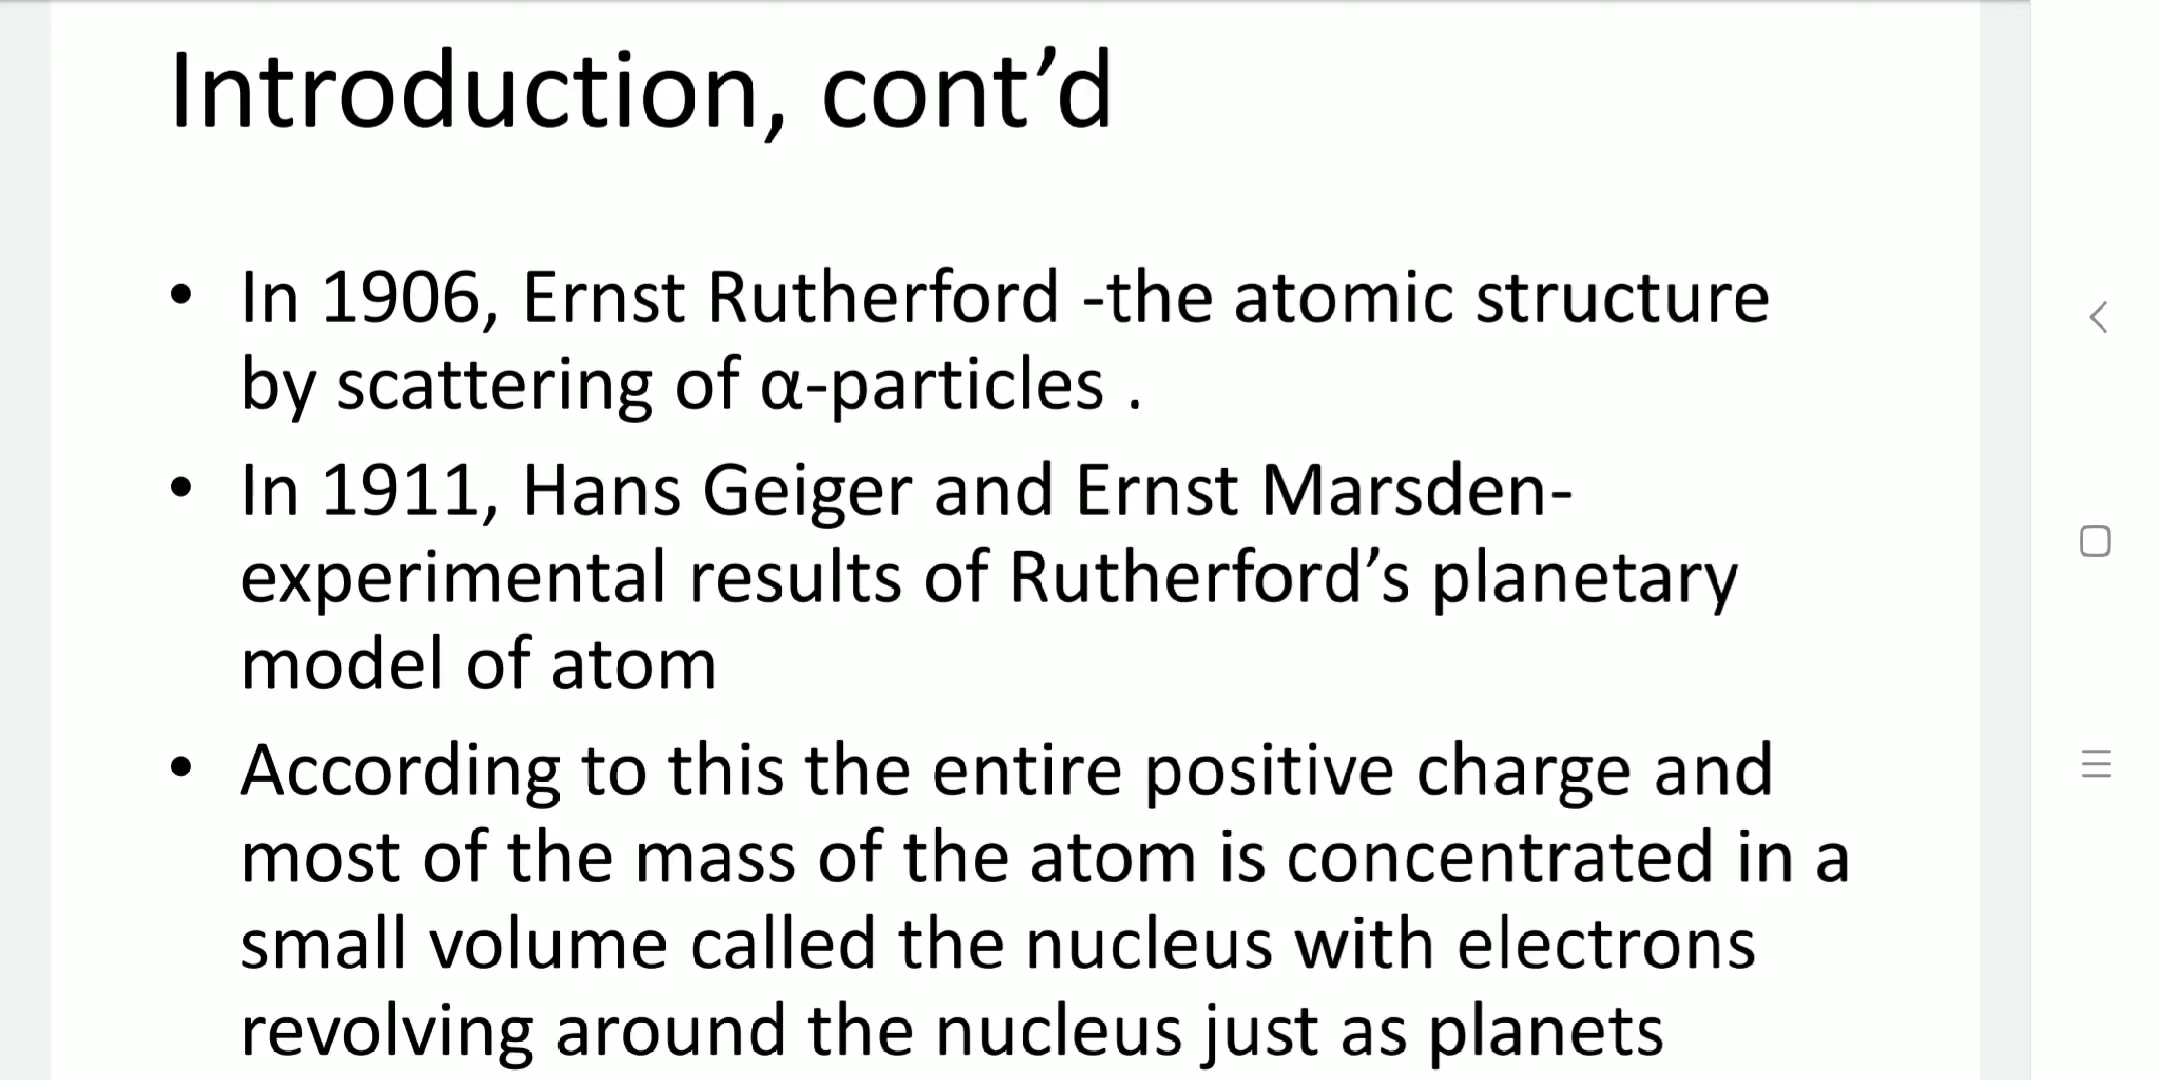 Introduction, cont’d
• In 1906, Ernst Rutherford -the atomic structure
by scattering of α-particles .
• In 1911, Hans Geiger and Ernst Marsden-
experimental results of Rutherford’s planetary
model of atom
• According to this the entire positive charge and
most of the mass of the atom is concentrated in a
small volume called the nucleus with electrons
revolving around the nucleus just as planets